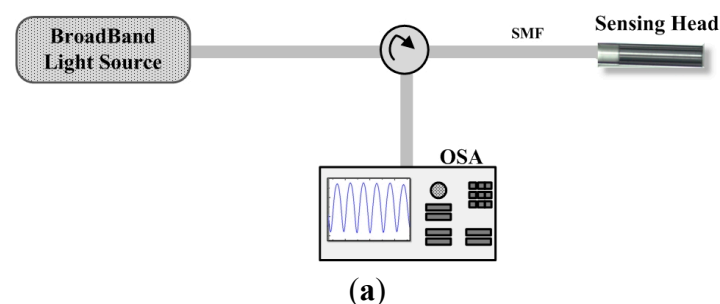 BroadBand
Light Source
SMF
Sensing Head
OSA
(a)